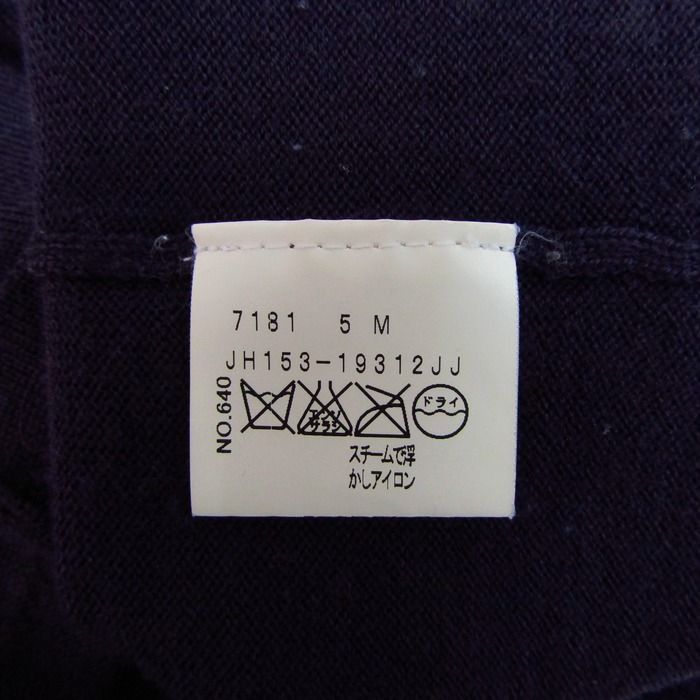 7181 5 M
JH153-19312JJ
NO.640
エンソ
サラシ
ドライ
スチームで浮
かしアイロン